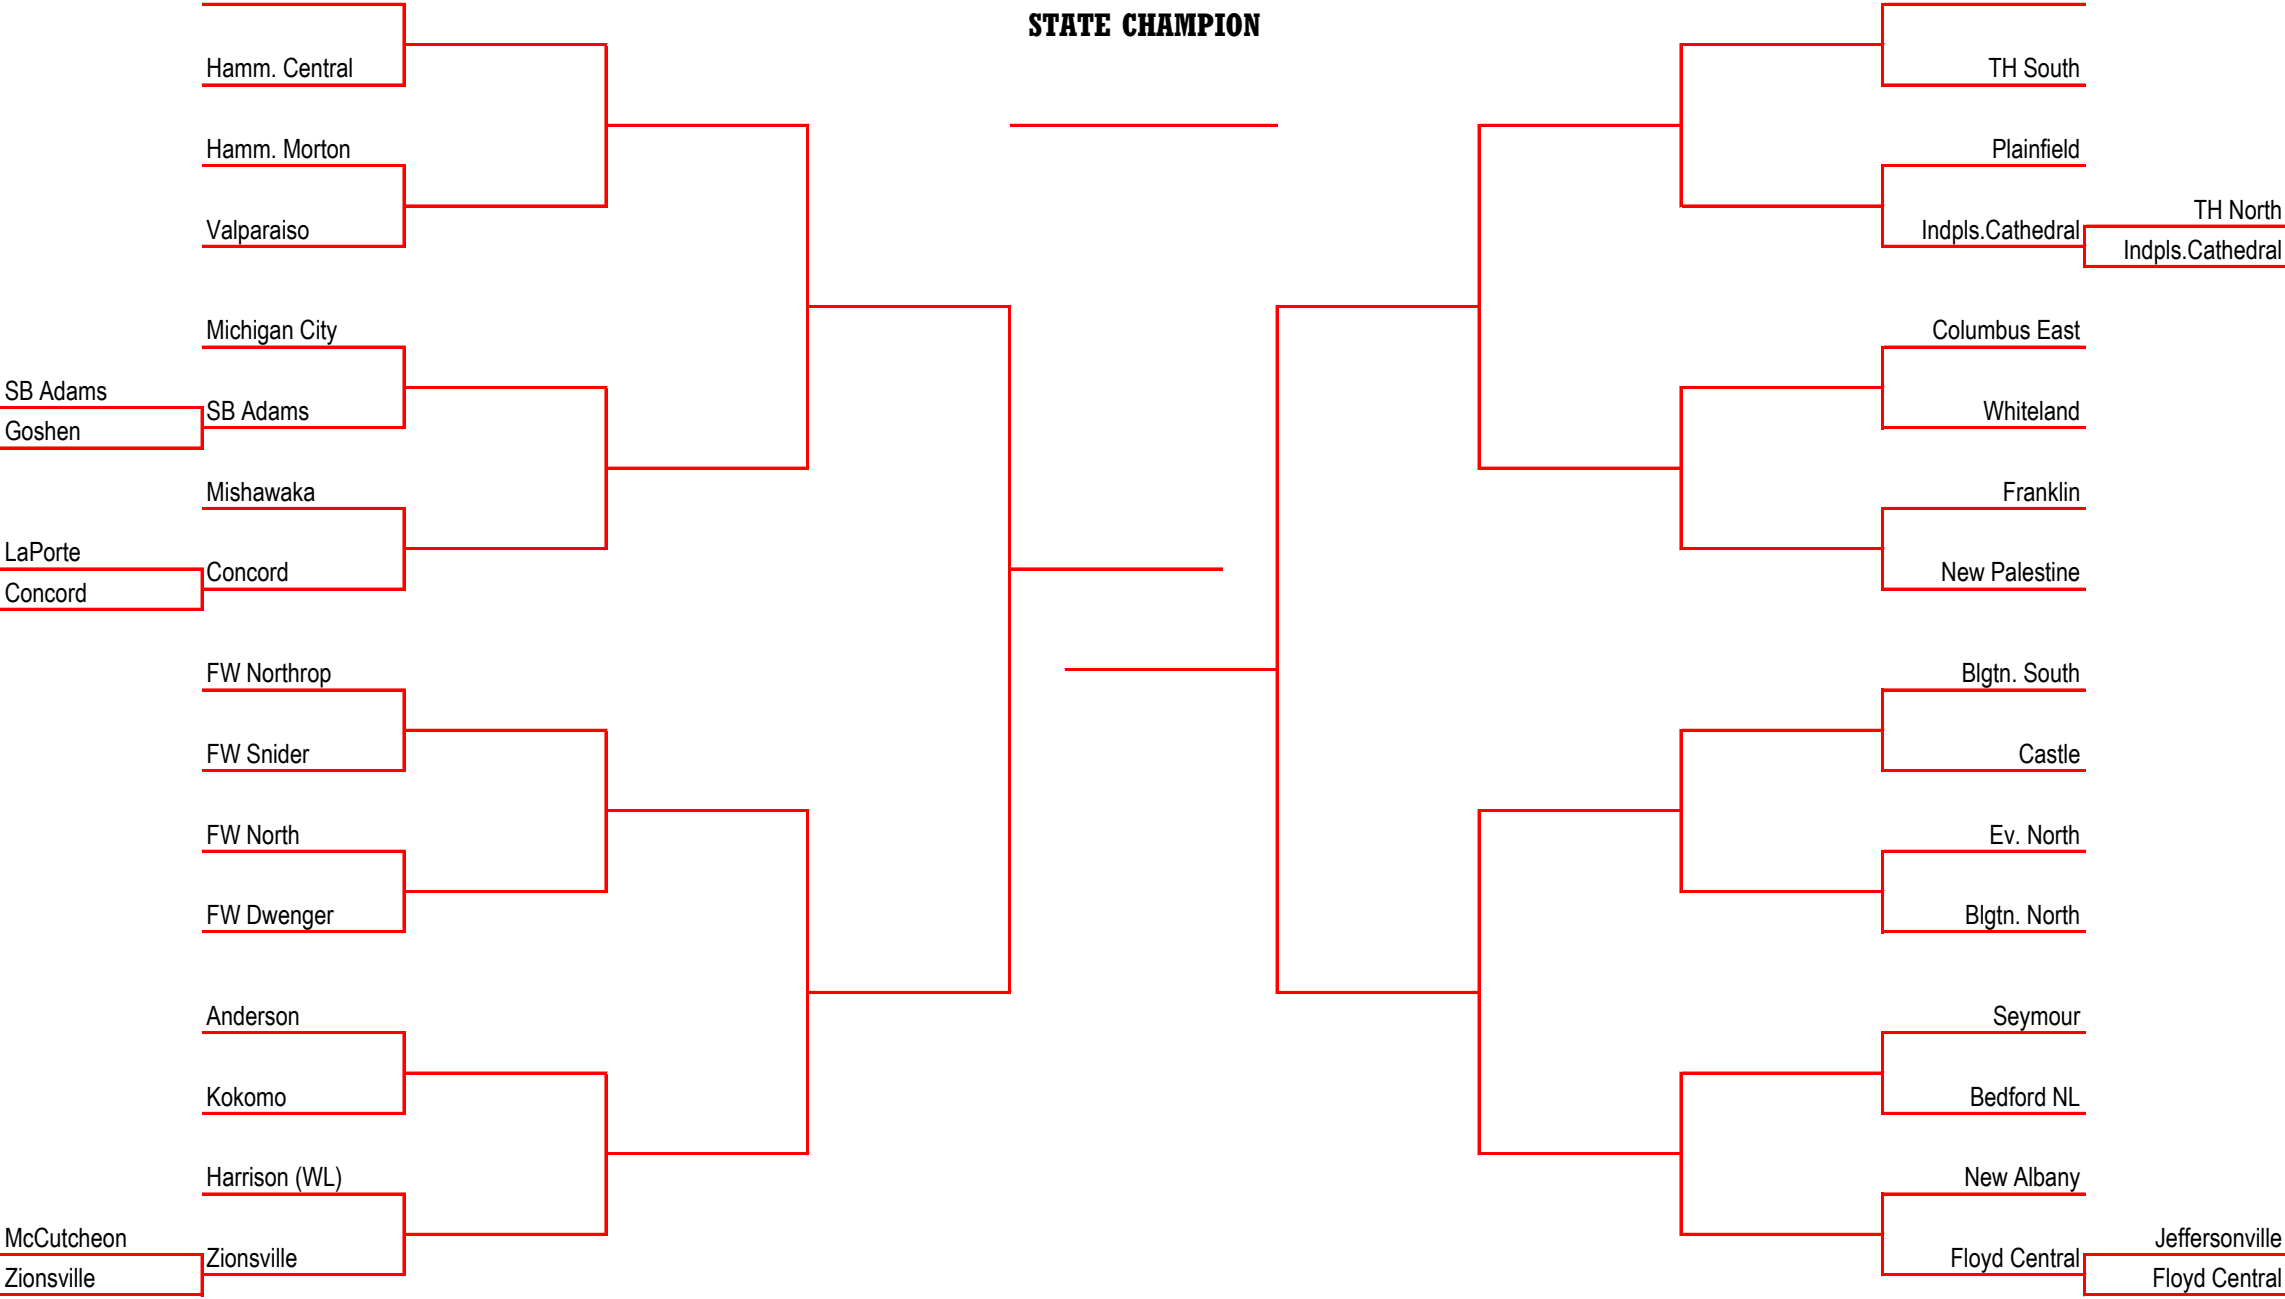 STATE CHAMPION
Hamm. Central
TH South
Hamm. Morton
Plainfield
TH North
Valparaiso
Indpls.Cathedral
Indpls.Cathedral
Michigan City
Columbus East
SB Adams
SB Adams
Whiteland
Goshen
Mishawaka
Franklin
LaPorte
Concord
New Palestine
Concord
FW Northrop
Blgtn. South
FW Snider
Castle
FW North
Ev. North
FW Dwenger
Blgtn. North
Anderson
Seymour
Kokomo
Bedford NL
Harrison (WL)
New Albany
McCutcheon
Jeffersonville
Zionsville
Floyd Central
Zionsville
Floyd Central